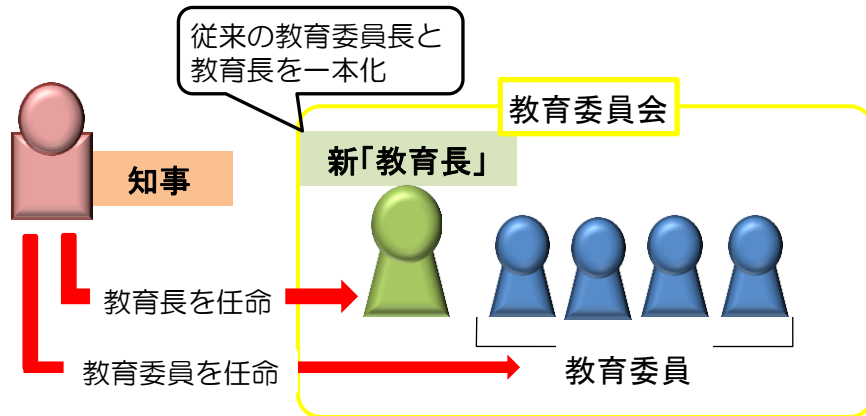 従来の教育委員長と
教育長を一本化
教育委員会
新「教育長」
知事
教育長を任命
教育委員を任命
教育委員